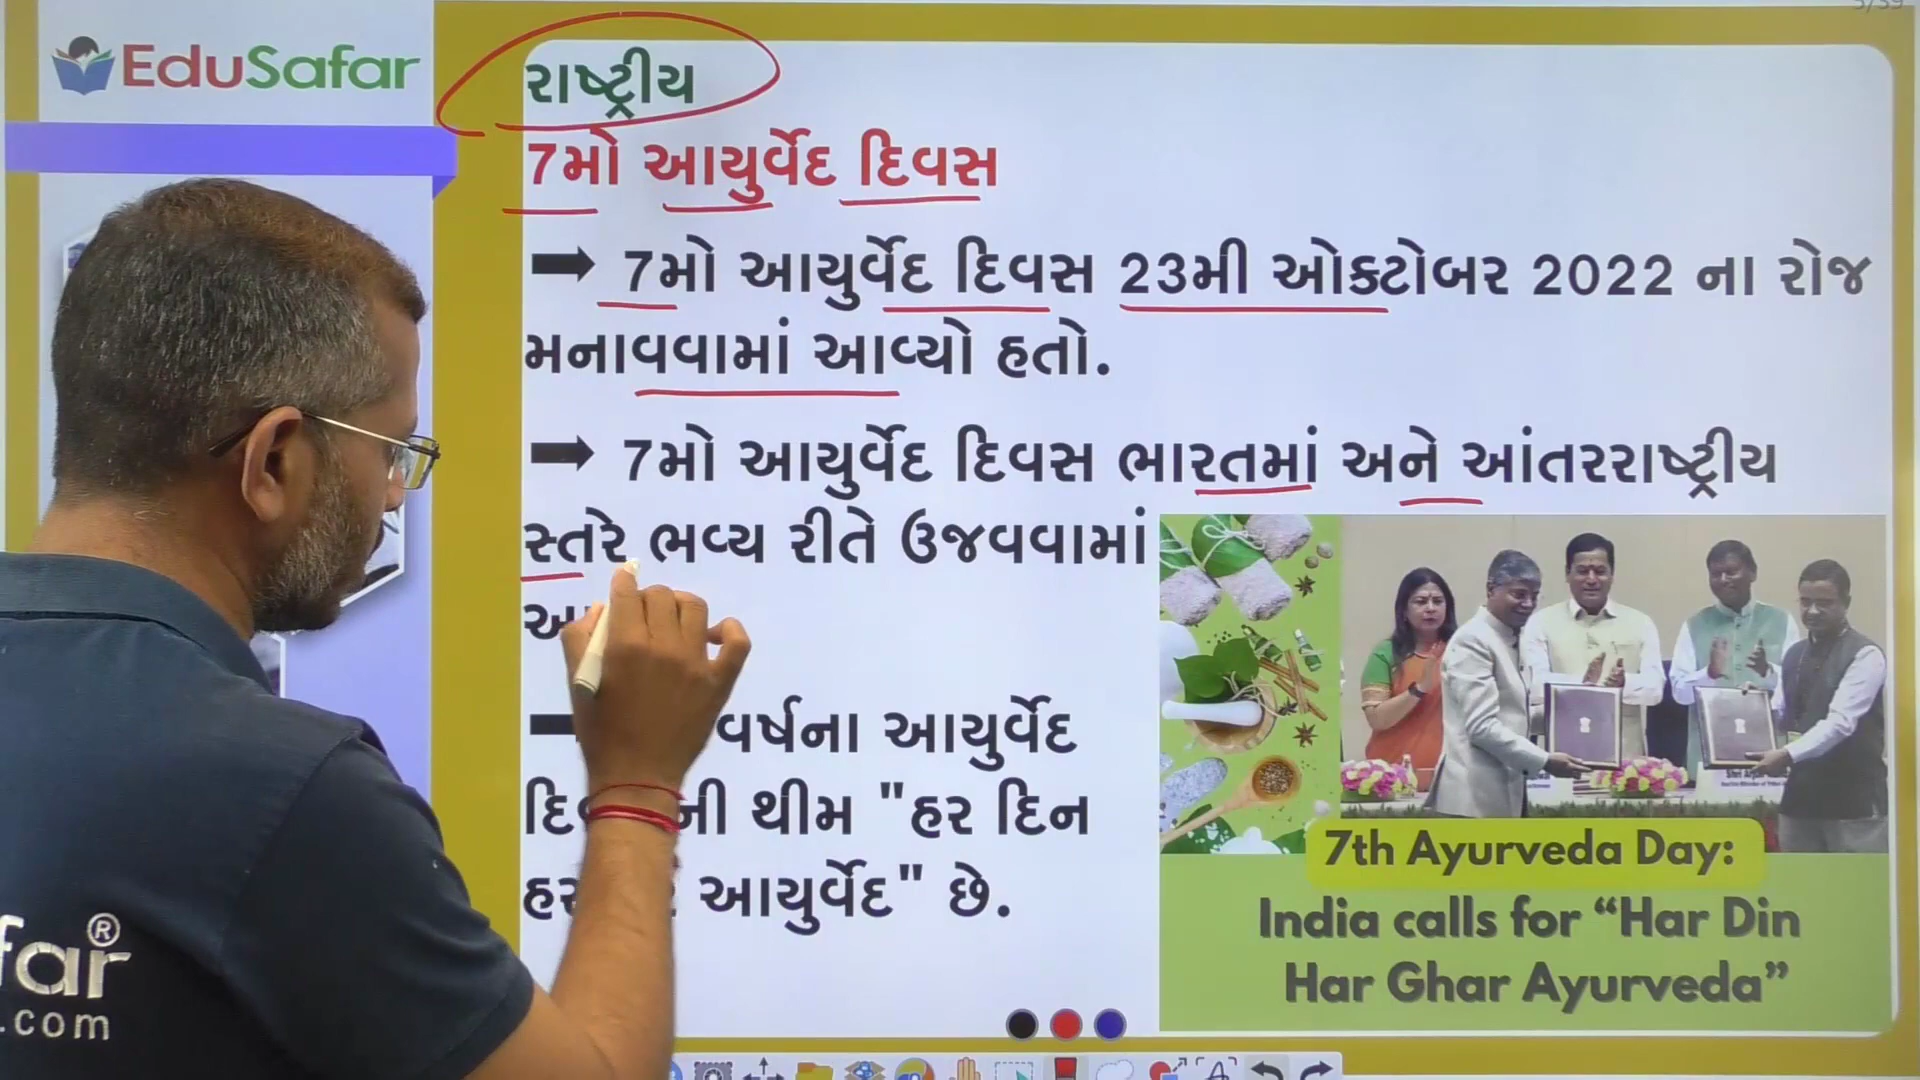 EduSafar
રાષ્ટ્રીય
7મો આયુર્વેદ દિવસ
➡ 7મો આયુર્વેદ દિવસ 23મી ઓક્ટોબર 2022 ના રોજ
મનાવવામાં આવ્યો હતો.
➡ 7મો આયુર્વેદ દિવસ ભારતમાં અને આંતરરાષ્ટ્રીય
સ્તરે ભવ્ય રીતે ઉજવવામાં
વર્ષના આયુર્વેદ
થીમ "હર દિન
આયુર્વેદ" છે.
7th Ayurveda Day:
India calls for “Har Din
Har Ghar Ayurveda”
far®
.com